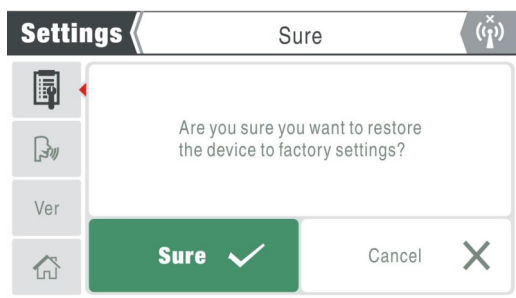 Settings
Sure
Are you sure you want to restore
the device to factory settings?
Ver
Sure
Cancel